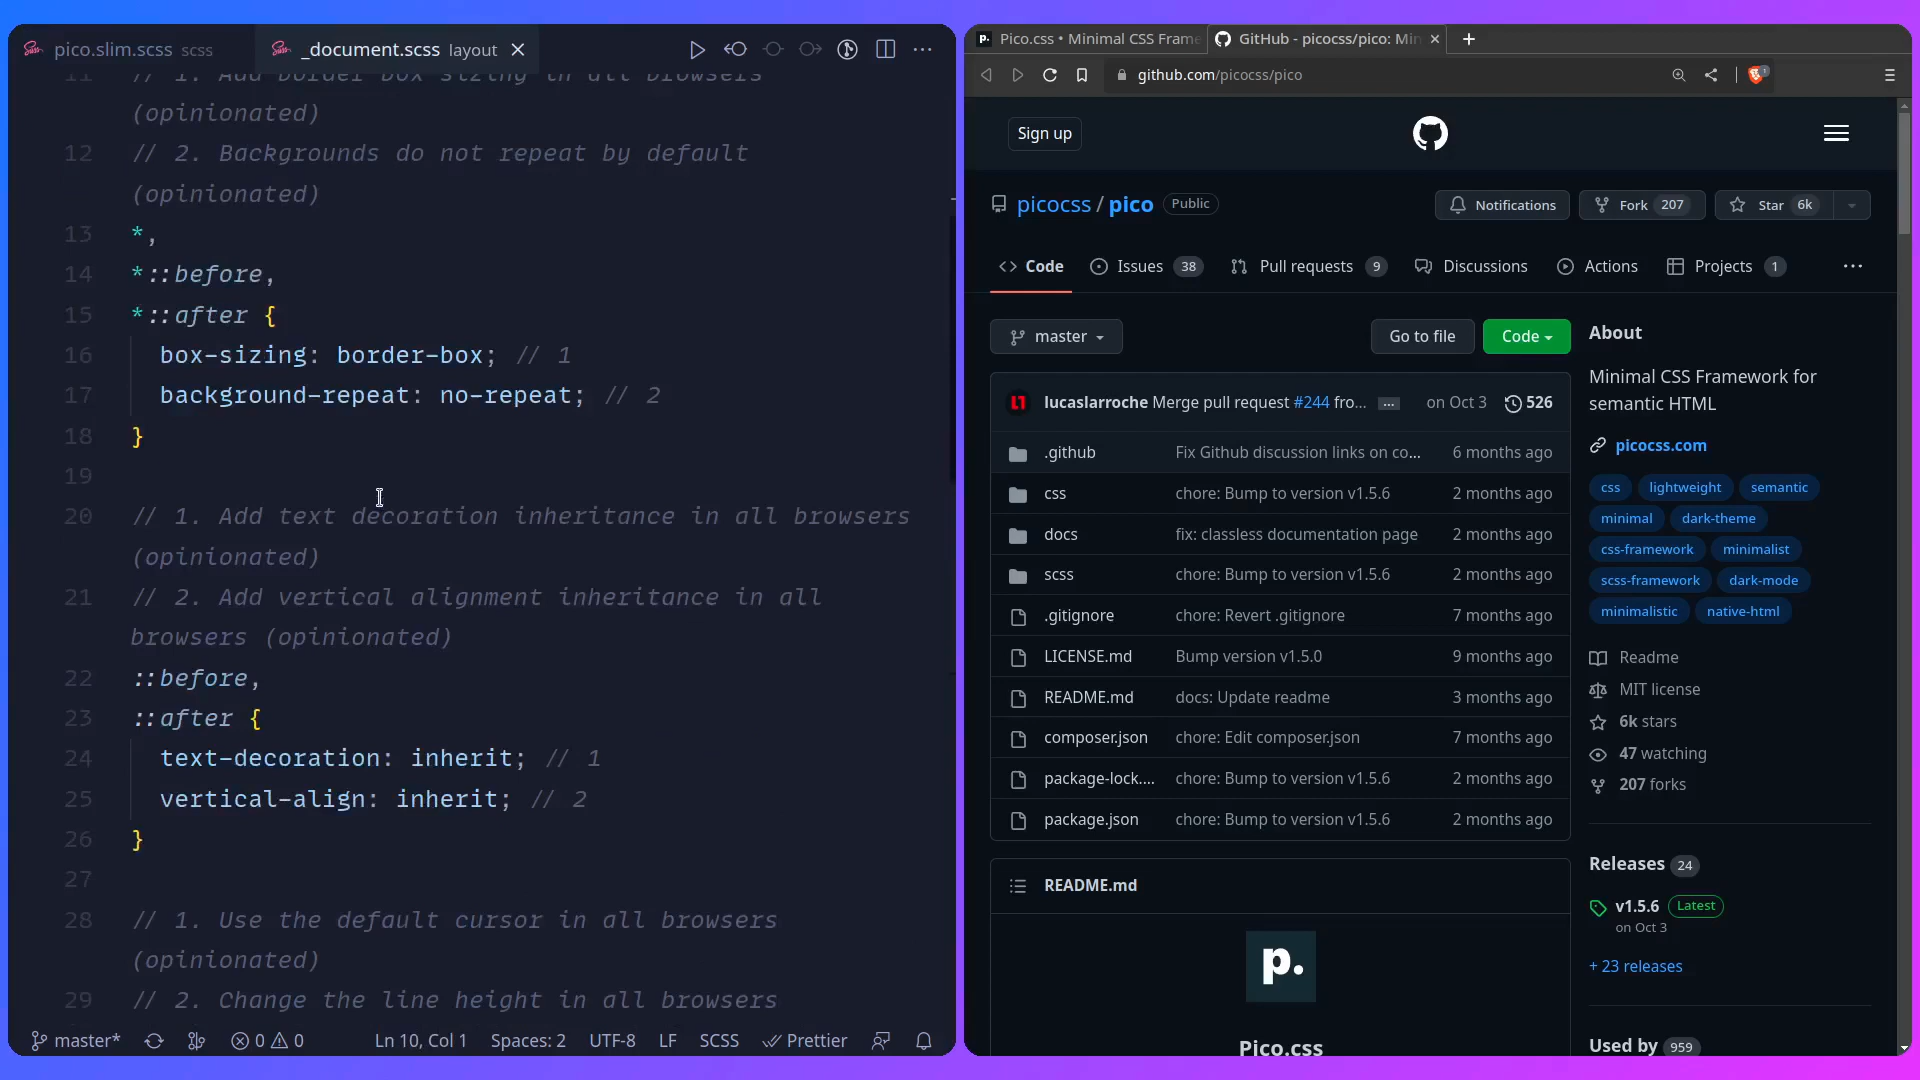 pico.slim.scss scss
_document.scss layout
// 1. Add border box sizing in all browsers
(opinionated)
12 // 2. Backgrounds do not repeat by default
(opinionated)
13 *,
14 *::before,
15 *::after {
16 box-sizing: border-box; // 1
17 background-repeat: no-repeat; // 2
18 }
19
20 // 1. Add text decoration inheritance in all browsers
(opinionated)
21 // 2. Add vertical alignment inheritance in all
browsers (opinionated)
22 ::before,
23 ::after {
24 text-decoration: inherit; // 1
25 vertical-align: inherit; // 2
26 }
27
28 // 1. Use the default cursor in all browsers
(opinionated)
29 // 2. Change the line height in all browsers
master* 0 0 Ln 10, Col 1 Spaces: 2 UTF-8 LF SCSS Prettier
p. Pico.css • Minimal CSS Frame
GitHub - picocss/pico: Min
github.com/picocss/pico
Sign up
picocss / pico Public
Notifications Fork 207 Star 6k
Code Issues 38 Pull requests 9 Discussions Actions Projects 1
master Go to file Code
lucaslarroche Merge pull request #244 fro... ... on Oct 3 526
.github Fix Github discussion links on co... 6 months ago
css chore: Bump to version v1.5.6 2 months ago
docs fix: classless documentation page 2 months ago
scss chore: Bump to version v1.5.6 2 months ago
.gitignore chore: Revert .gitignore 7 months ago
LICENSE.md Bump version v1.5.0 9 months ago
README.md docs: Update readme 3 months ago
composer.json chore: Edit composer.json 7 months ago
package-lock.... chore: Bump to version v1.5.6 2 months ago
package.json chore: Bump to version v1.5.6 2 months ago
README.md
p.
Pico.css
About
Minimal CSS Framework for
semantic HTML
picocss.com
css lightweight semantic
minimal dark-theme
css-framework minimalist
scss-framework dark-mode
minimalistic native-html
Readme
MIT license
6k stars
47 watching
207 forks
Releases 24
v1.5.6 Latest
on Oct 3
+ 23 releases
Used by 959